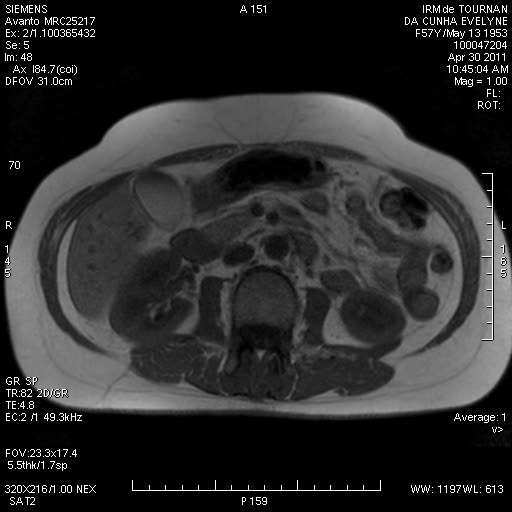 SIEMENS
Avanto MRC25217
Ex: 2/1.100365432
Se: 5
Im: 48
Ax I84.7(coi)
DFOV 31.0cm
A 151
IRM de TOURNAN
DA CUNHA EVELYNE
F57Y/May 13 1953
100047204
Apr 30 2011
10:45:04 AM
Mag = 1.00
FL:
ROT:
70
R
1
4
5
L
1
8
5
GR SP
TR:82 2D/GR
TE:4.8
EC:2 /1 49.3kHz
FOV:23.3x17.4
5.5thk/1.7sp
320X216/1.00 NEX
SAT2
P 159
Average: 1
v>
WW: 1197WL: 613